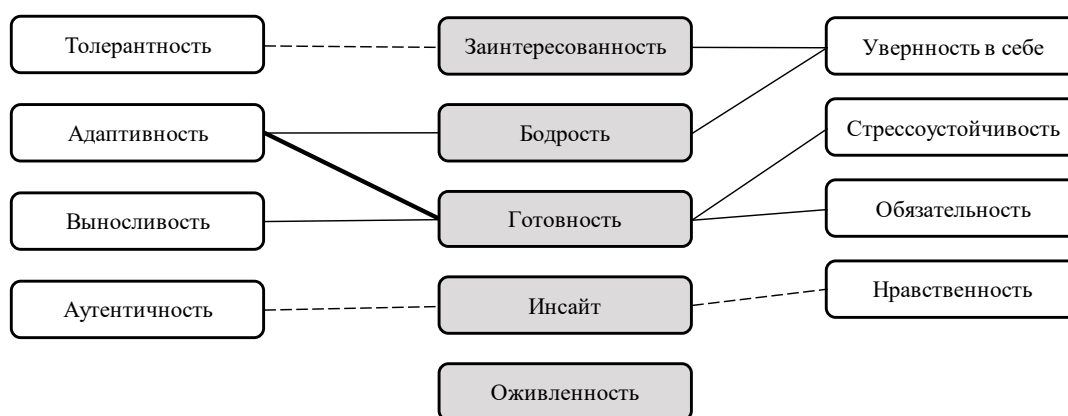 Толерантность
Заинтересованность
Увернность в себе
Адаптивность
Бодрость
Стрессоустойчивость
Выносливость
Готовность
Обязательность
Аутентичность
Инсайт
Нравственность
Оживленность